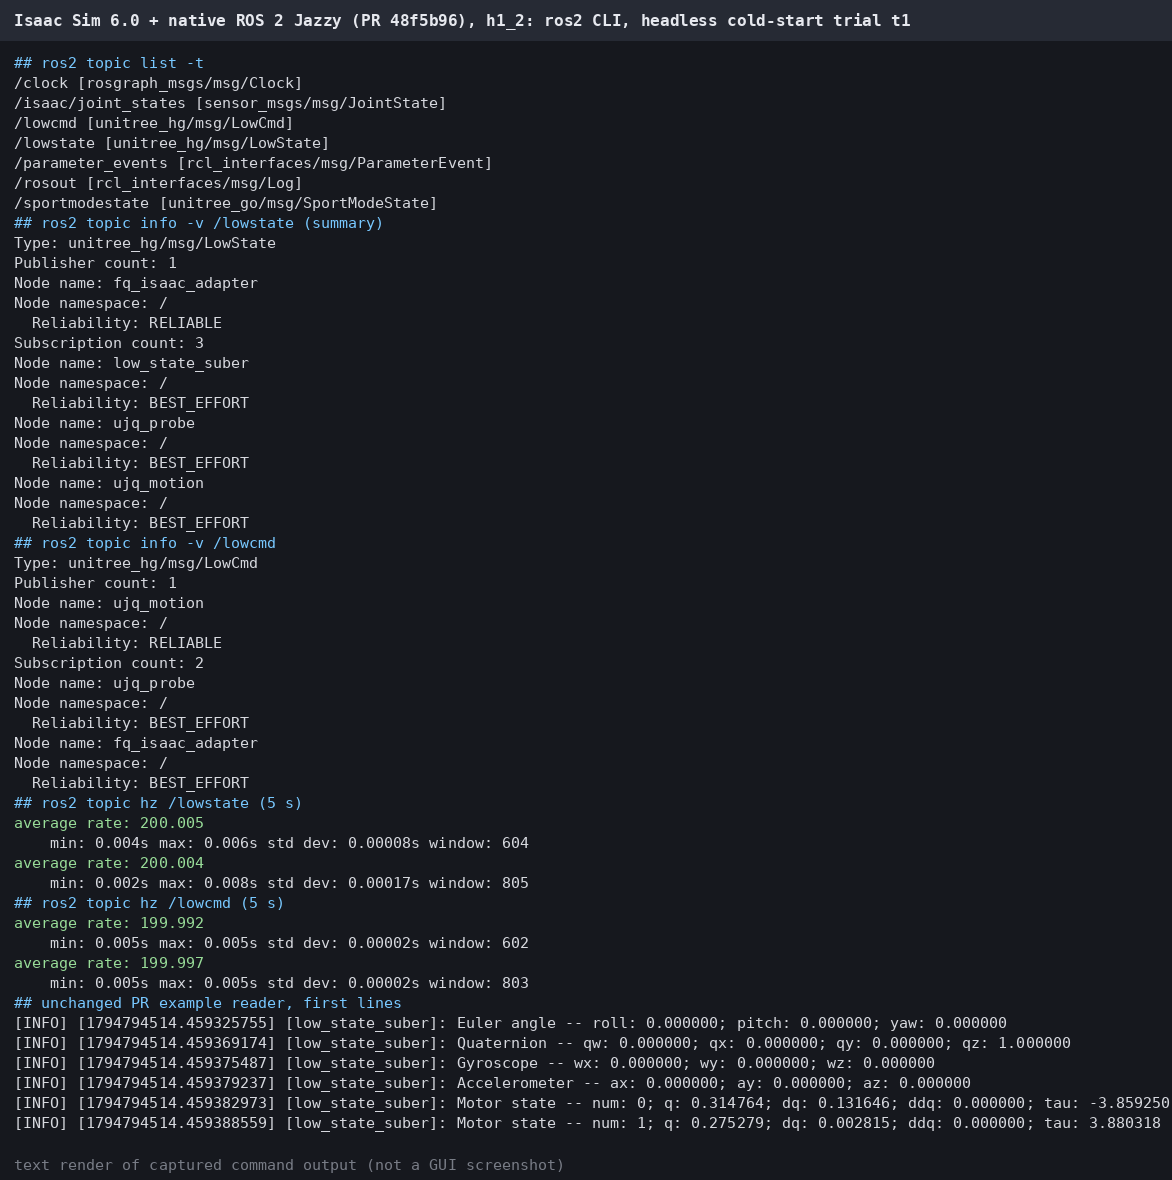 Isaac Sim 6.0 + native ROS 2 Jazzy (PR 48f5b96), h1_2: ros2 CLI, headless cold-start trial t1
## ros2 topic list -t
/clock [rosgraph_msgs/msg/Clock]
/isaac/joint_states [sensor_msgs/msg/JointState]
/lowcmd [unitree_hg/msg/LowCmd]
/lowstate [unitree_hg/msg/LowState]
/parameter_events [rcl_interfaces/msg/ParameterEvent]
/rosout [rcl_interfaces/msg/Log]
/sportmodestate [unitree_go/msg/SportModeState]
## ros2 topic info -v /lowstate (summary)
Type: unitree_hg/msg/LowState
Publisher count: 1
Node name: fq_isaac_adapter
Node namespace: /
  Reliability: RELIABLE
Subscription count: 3
Node name: low_state_suber
Node namespace: /
  Reliability: BEST_EFFORT
Node name: ujq_probe
Node namespace: /
  Reliability: BEST_EFFORT
Node name: ujq_motion
Node namespace: /
  Reliability: BEST_EFFORT
## ros2 topic info -v /lowcmd
Type: unitree_hg/msg/LowCmd
Publisher count: 1
Node name: ujq_motion
Node namespace: /
  Reliability: RELIABLE
Subscription count: 2
Node name: ujq_probe
Node namespace: /
  Reliability: BEST_EFFORT
Node name: fq_isaac_adapter
Node namespace: /
  Reliability: BEST_EFFORT
## ros2 topic hz /lowstate (5 s)
average rate: 200.005
    min: 0.004s max: 0.006s std dev: 0.00008s window: 604
average rate: 200.004
    min: 0.002s max: 0.008s std dev: 0.00017s window: 805
## ros2 topic hz /lowcmd (5 s)
average rate: 199.992
    min: 0.005s max: 0.005s std dev: 0.00002s window: 602
average rate: 199.997
    min: 0.005s max: 0.005s std dev: 0.00002s window: 803
## unchanged PR example reader, first lines
[INFO] [1794794514.459325755] [low_state_suber]: Euler angle -- roll: 0.000000; pitch: 0.000000; yaw: 0.000000
[INFO] [1794794514.459369174] [low_state_suber]: Quaternion -- qw: 0.000000; qx: 0.000000; qy: 0.000000; qz: 1.000000
[INFO] [1794794514.459375487] [low_state_suber]: Gyroscope -- wx: 0.000000; wy: 0.000000; wz: 0.000000
[INFO] [1794794514.459379237] [low_state_suber]: Accelerometer -- ax: 0.000000; ay: 0.000000; az: 0.000000
[INFO] [1794794514.459382973] [low_state_suber]: Motor state -- num: 0; q: 0.314764; dq: 0.131646; ddq: 0.000000; tau: -3.859250
[INFO] [1794794514.459388559] [low_state_suber]: Motor state -- num: 1; q: 0.275279; dq: 0.002815; ddq: 0.000000; tau: 3.880318
text render of captured command output (not a GUI screenshot)